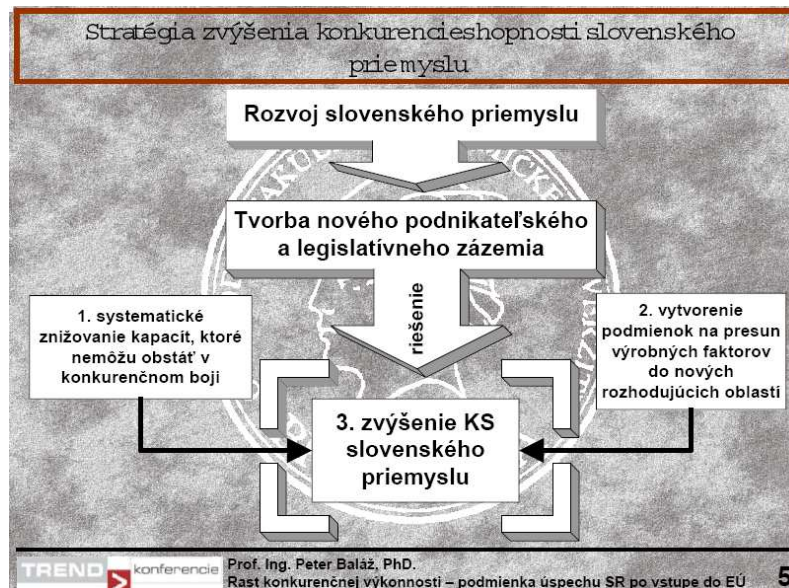 Stratégia zvýšenia konkurencieshopnosti slovenského
priemyslu
Rozvoj slovenského priemyslu
Tvorba nového podnikateľského
a legislatívneho zázemia
riešenie
1. systematické
znižovanie kapacít, ktoré
nemôžu obstáť v
konkurenčnom boji
2. vytvorenie
podmienok na presun
výrobných faktorov
do nových
rozhodujúcich oblastí
3. zvýšenie KS
slovenského
priemyslu
TREND konferencie
Prof. Ing. Peter Baláž, PhD.
Rast konkurenčnej výkonnosti – podmienka úspechu SR po vstupe do EÚ
5